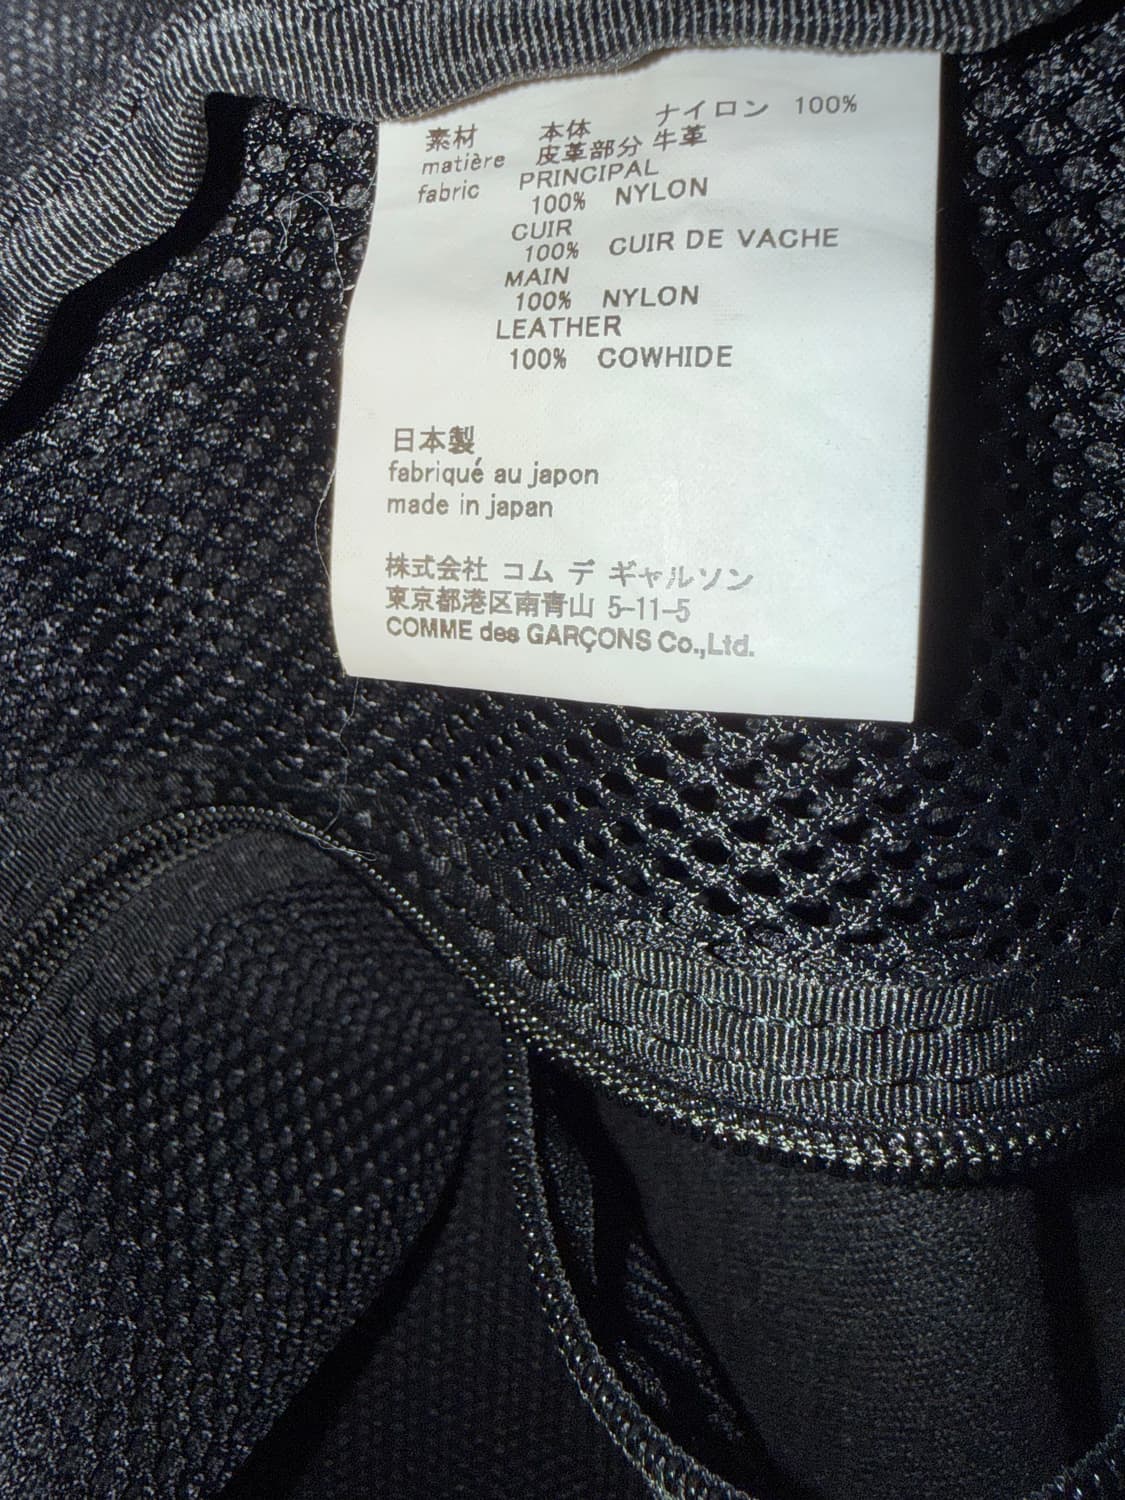 素材 本体 ナイロン 100%
matière 皮革部分 牛革
fabric PRINCIPAL
100% NYLON
CUIR
100% CUIR DE VACHE
MAIN
100% NYLON
LEATHER
100% COWHIDE
日本製
fabriqué au japon
made in japan
株式会社 コム デ ギャルソン
東京都港区南青山 5-11-5
COMME des GARÇONS Co.,Ltd.